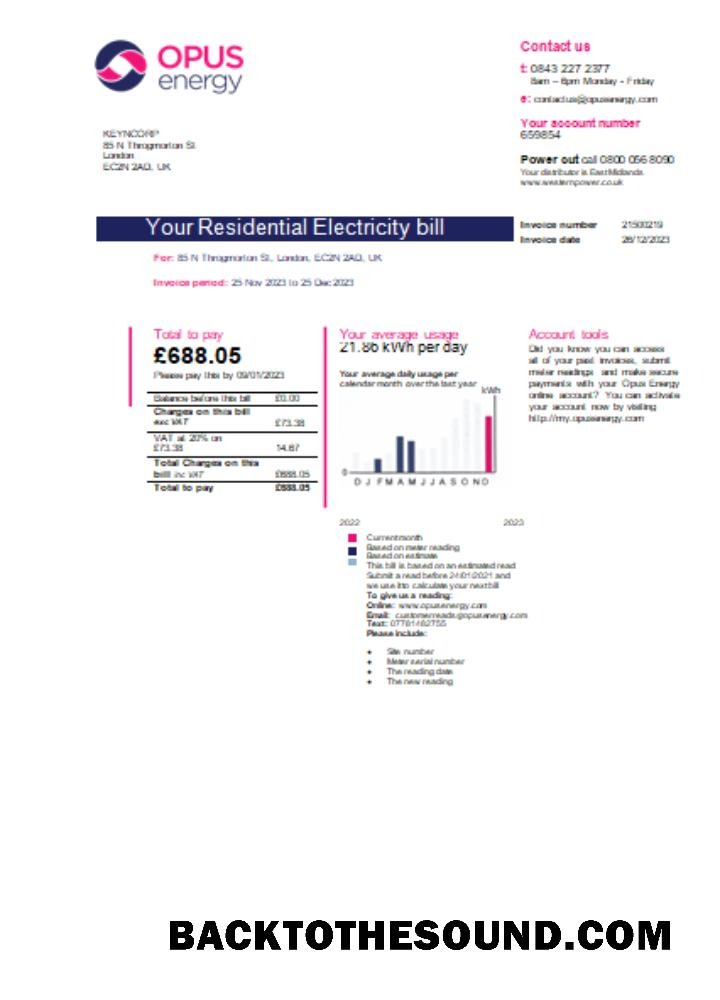 OPUS
energy
KEYNCORP
85 N Throgmorton St.
London
EC2N 2AD, UK
Contact us
t: 0843 227 2377
8am – 6pm Monday - Friday
e: contactus@opusenergy.com
Your account number
659854
Power out call 0800 056 8090
Your distributor is East Midlands
www.westernpower.co.uk
Your Residential Electricity bill
Invoice number 21500219
Invoice date 26/12/2023
For: 85 N Throgmorton St., London, EC2N 2AD, UK
Invoice period: 25 Nov 2023 to 25 Dec 2023
Total to pay
£688.05
Please pay this by 09/01/2023
Balance before this bill £0.00
Charges on this bill
exc VAT £73.38
VAT at 20% on
£73.38 14.67
Total Charges on this
bill inc VAT £688.05
Total to pay £688.05
Your average usage
21.86 kWh per day
Your average daily usage per
calendar month over the last year
kWh
0
D J F M A M J J A S O N D
2022 2023
Current month
Based on meter reading
Based on estimate
This bill is based on an estimated read
Submit a read before 24/01/2021 and
we use it to calculate your next bill
To give us a reading:
Online: www.opusenergy.com
Email: customerreads@opusenergy.com
Text: 07781482755
Please include:
• Site number
• Meter serial number
• The reading date
• The new reading
Account tools
Did you know you can access
all of your past invoices, submit
meter readings and make secure
payments with your Opus Energy
online account? You can activate
your account now by visiting
http://my.opusenergy.com
BACKTOTHESOUND.COM